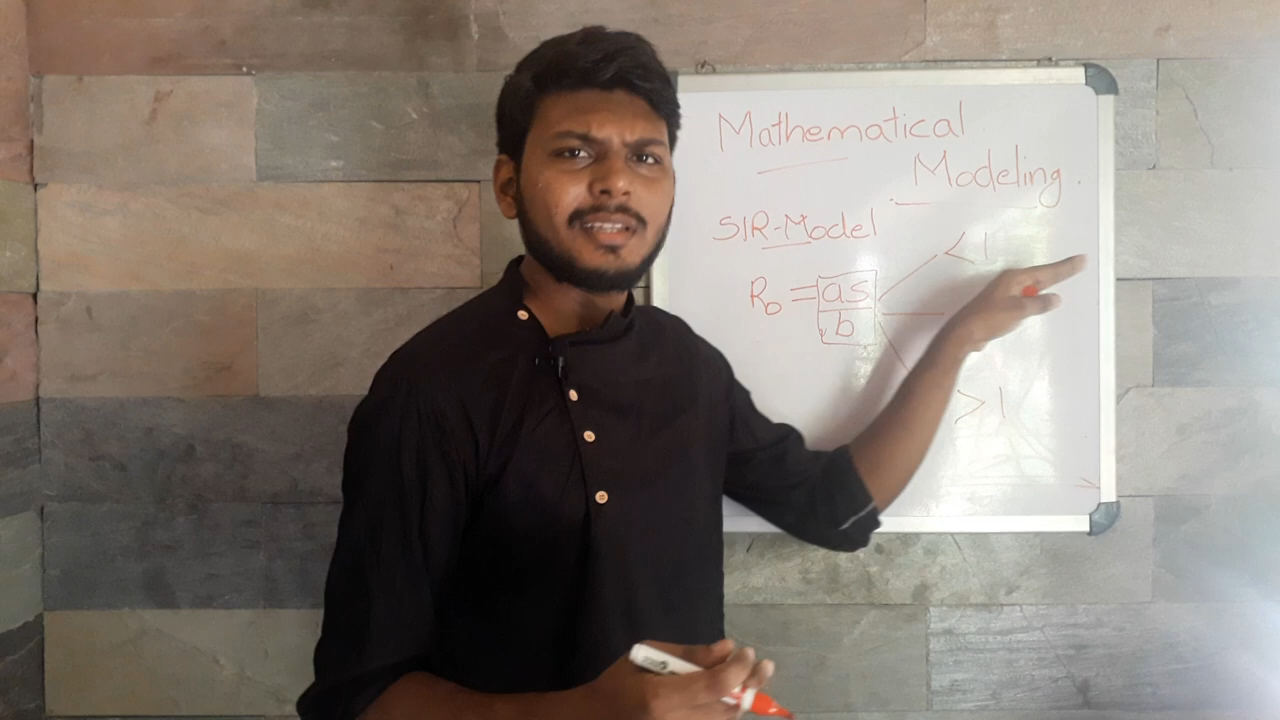 Mathematical
Modeling.
SIR-Model
R₀ = as/b
< 1
> 1